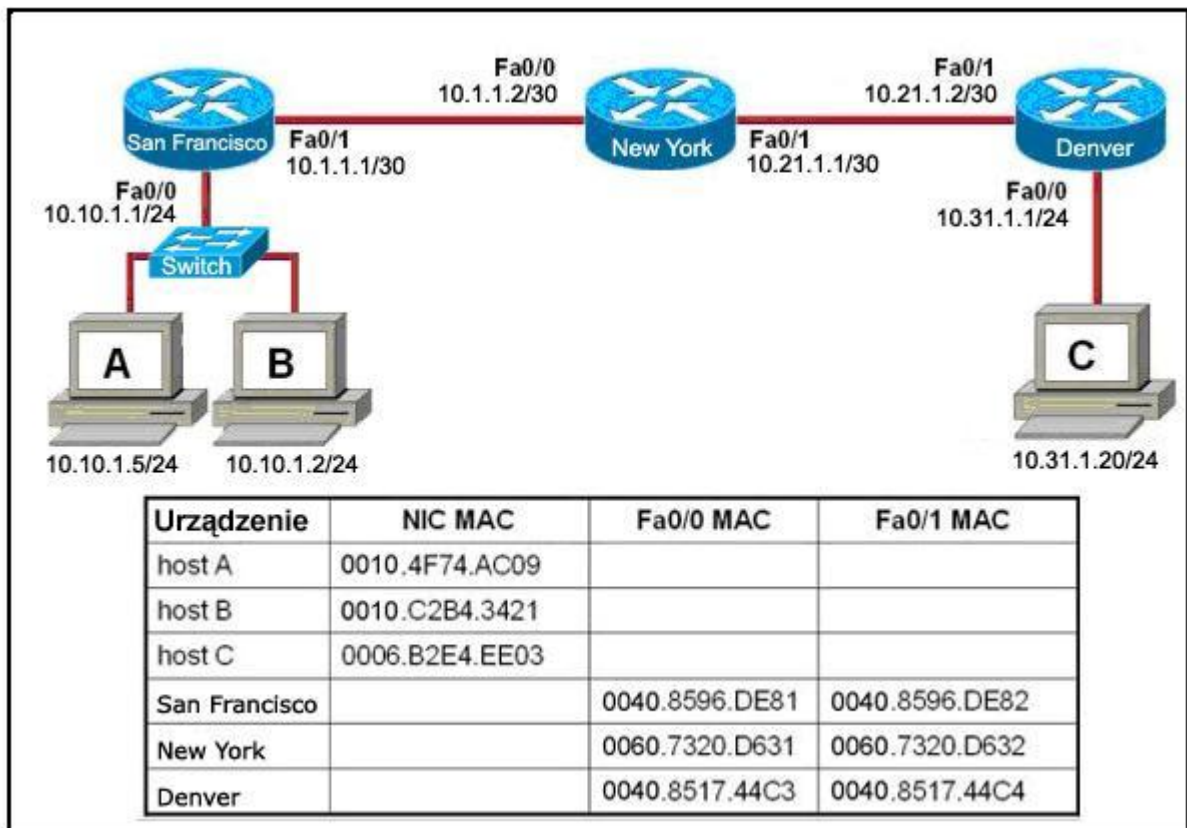 Fa0/0
10.1.1.2/30
Fa0/1
10.21.1.2/30
San Francisco
Fa0/1
10.1.1.1/30
New York
Fa0/1
10.21.1.1/30
Denver
Fa0/0
10.10.1.1/24
Fa0/0
10.31.1.1/24
Switch
A
B
C
10.10.1.5/24
10.10.1.2/24
10.31.1.20/24
Urządzenie NIC MAC Fa0/0 MAC Fa0/1 MAC
host A 0010.4F74.AC09
host B 0010.C2B4.3421
host C 0006.B2E4.EE03
San Francisco 0040.8596.DE81 0040.8596.DE82
New York 0060.7320.D631 0060.7320.D632
Denver 0040.8517.44C3 0040.8517.44C4